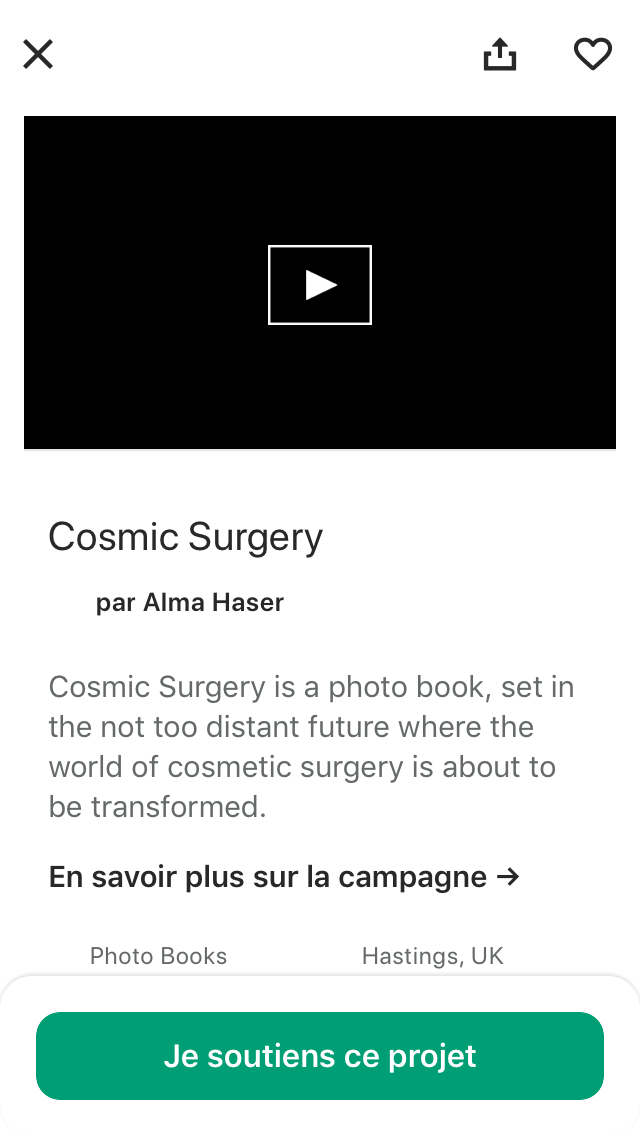 Cosmic Surgery
par Alma Haser
Cosmic Surgery is a photo book, set in
the not too distant future where the
world of cosmetic surgery is about to
be transformed.
En savoir plus sur la campagne →
Photo Books
Hastings, UK
Je soutiens ce projet